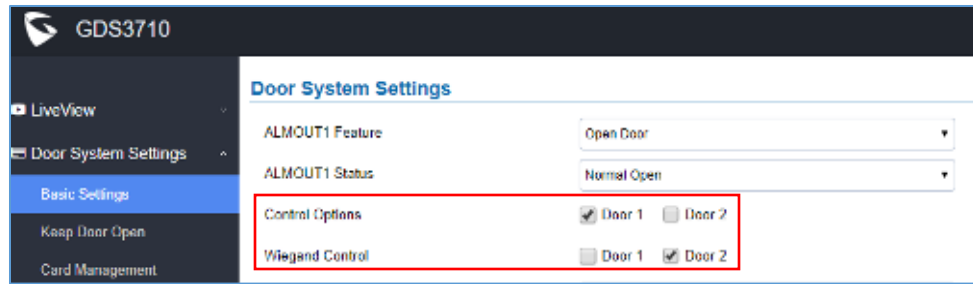 GDS3710
Door System Settings
LiveView
ALMOUT1 Feature Open Door
Door System Settings
ALMOUT1 Status Normal Open
Basic Settings
Control Options Door 1 Door 2
Keep Door Open
Wiegand Control Door 1 Door 2
Card Management